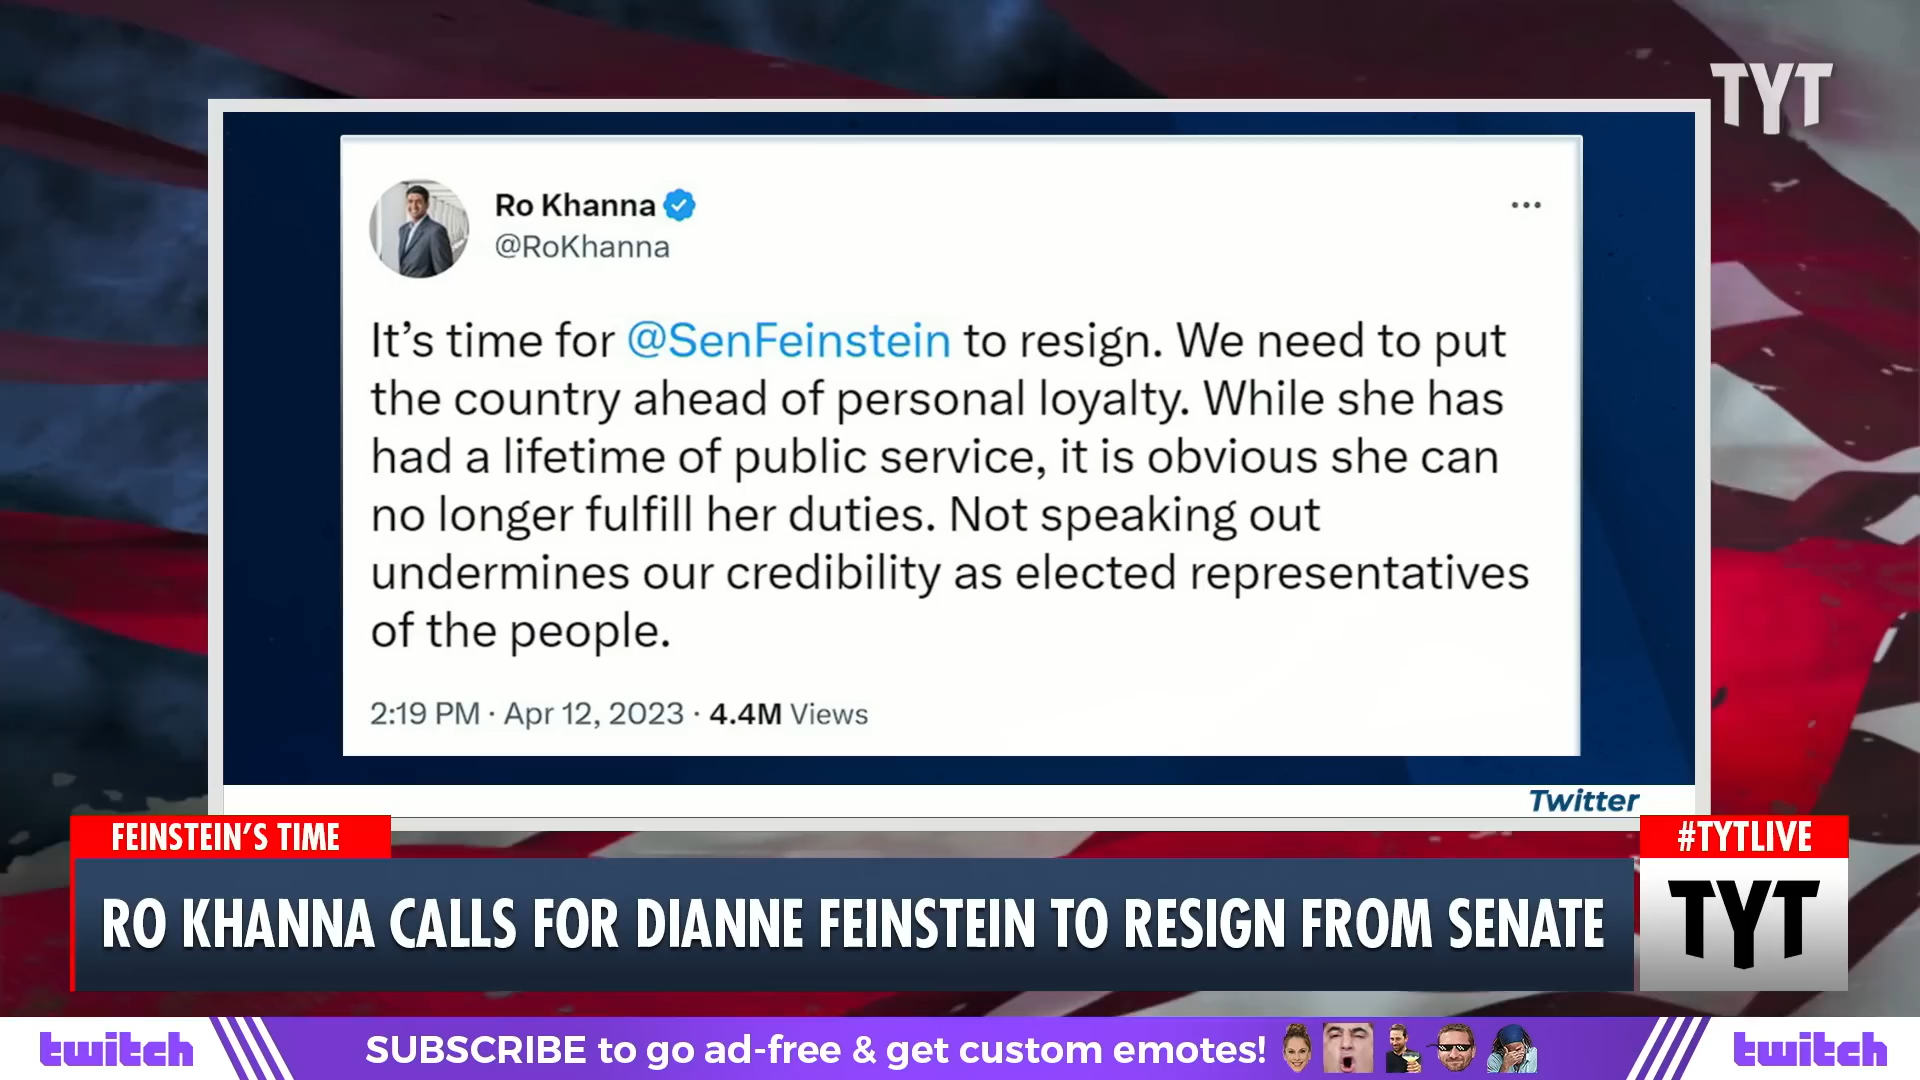 TYT
Ro Khanna
@RoKhanna
It's time for @SenFeinstein to resign. We need to put
the country ahead of personal loyalty. While she has
had a lifetime of public service, it is obvious she can
no longer fulfill her duties. Not speaking out
undermines our credibility as elected representatives
of the people.
2:19 PM · Apr 12, 2023 · 4.4M Views
Twitter
FEINSTEIN'S TIME
#TYTLIVE
RO KHANNA CALLS FOR DIANNE FEINSTEIN TO RESIGN FROM SENATE
TYT
twitch
SUBSCRIBE to go ad-free & get custom emotes!
twitch